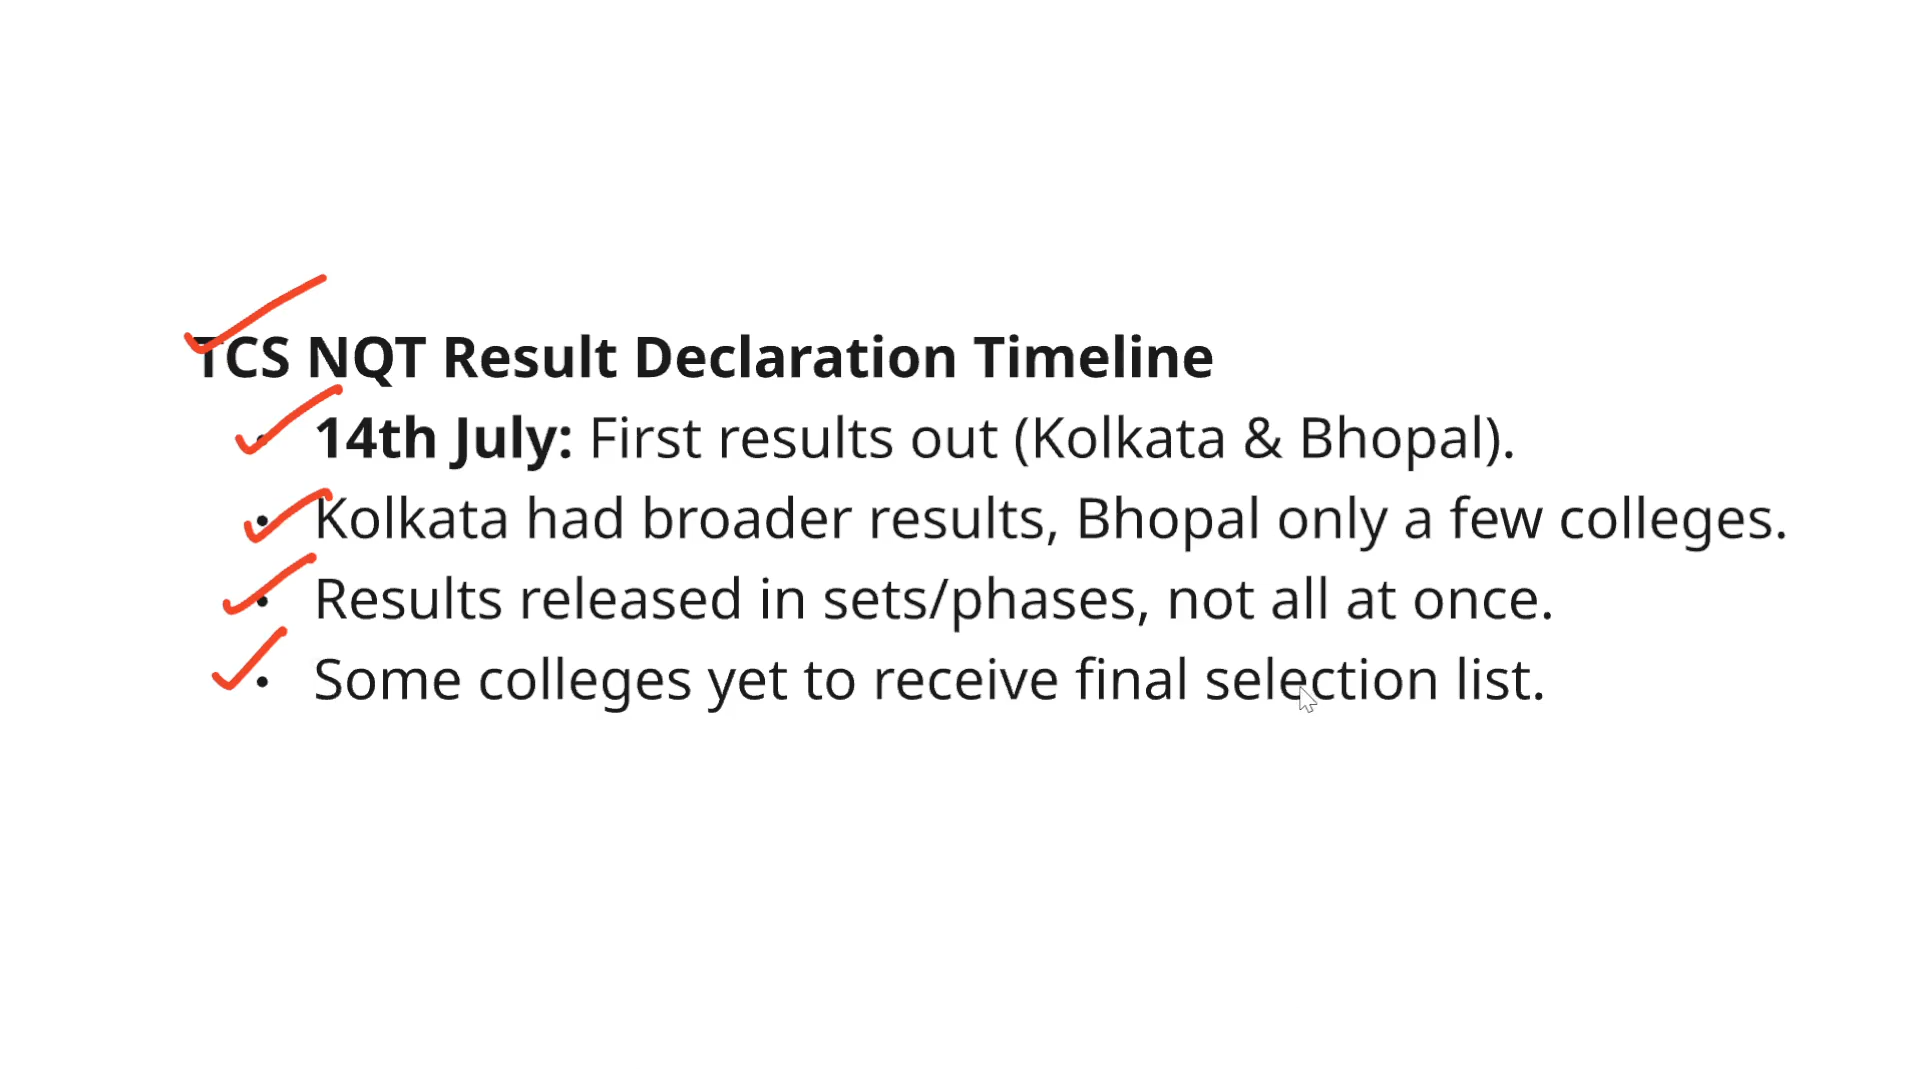 TCS NQT Result Declaration Timeline
• 14th July: First results out (Kolkata & Bhopal).
• Kolkata had broader results, Bhopal only a few colleges.
• Results released in sets/phases, not all at once.
• Some colleges yet to receive final selection list.